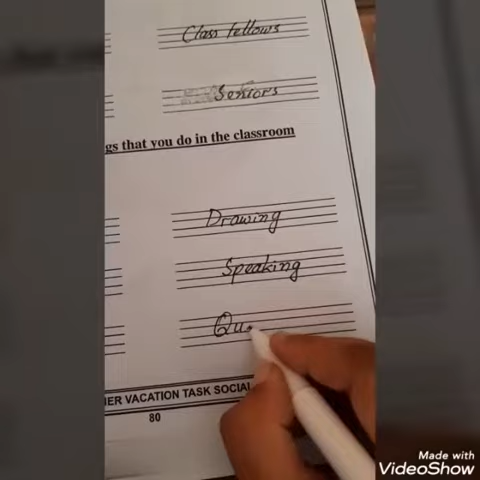 Class fellows
Seniors
gs that you do in the classroom
Drowing
Speaking
Qu
ER VACATION TASK SOCIAL
80
Made with
VideoShow